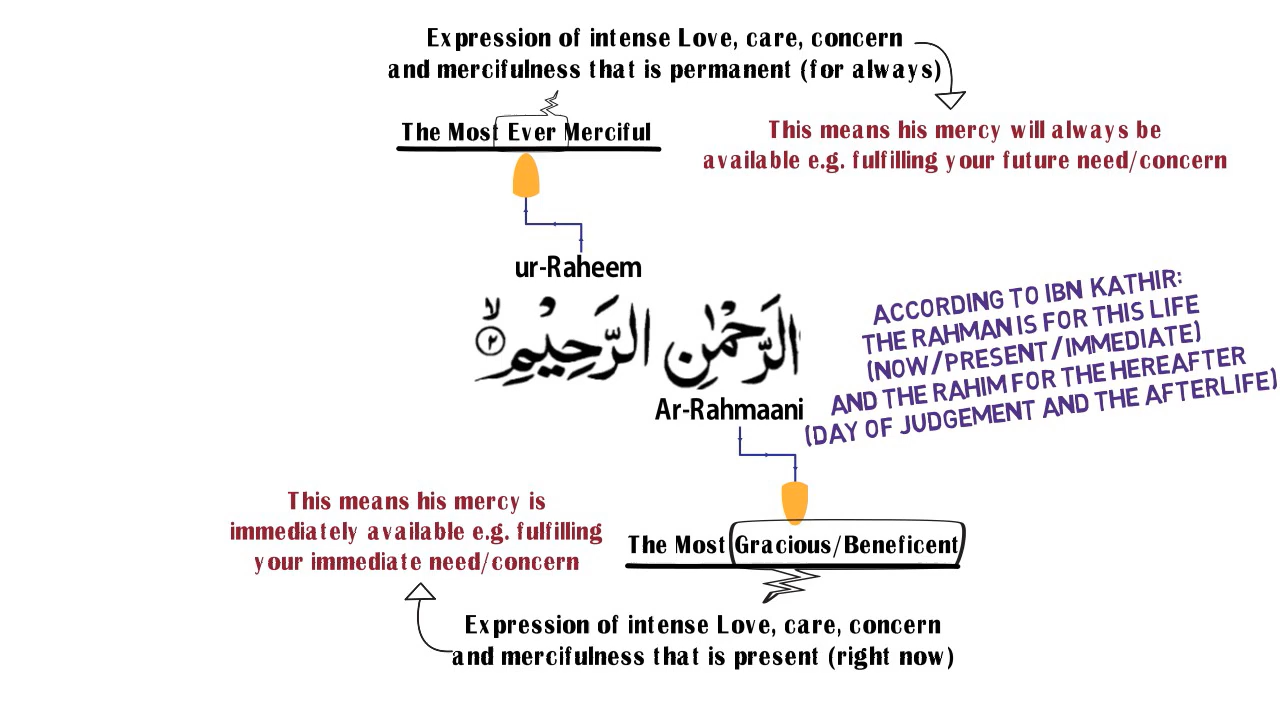 Expression of intense Love, care, concern
and mercifulness that is permanent (for always)
The Most Ever Merciful
This means his mercy will always be
available e.g. fulfilling your future need/concern
ur-Raheem
الرَّحْمٰنِ الرَّحِيْمِ ۙ ۲
Ar-Rahmaani
ACCORDING TO IBN KATHIR:
THE RAHMAN IS FOR THIS LIFE
(NOW/PRESENT/IMMEDIATE)
AND THE RAHIM FOR THE HEREAFTER
(DAY OF JUDGEMENT AND THE AFTERLIFE)
This means his mercy is
immediately available e.g. fulfilling
your immediate need/concern
The Most Gracious/Beneficent
Expression of intense Love, care, concern
and mercifulness that is present (right now)